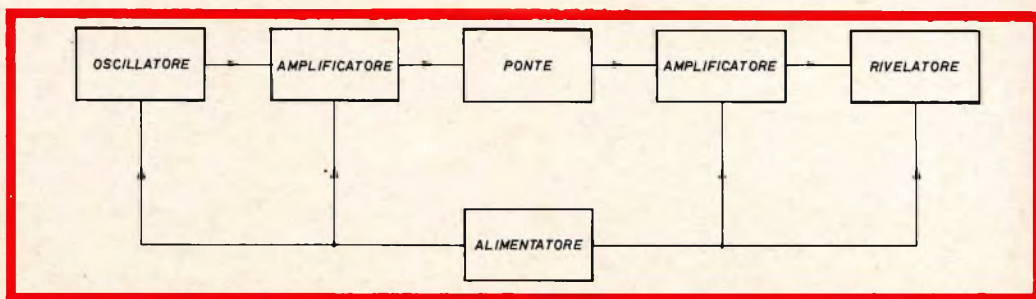 OSCILLATORE
AMPLIFICATORE
PONTE
AMPLIFICATORE
RIVELATORE
ALIMENTATORE